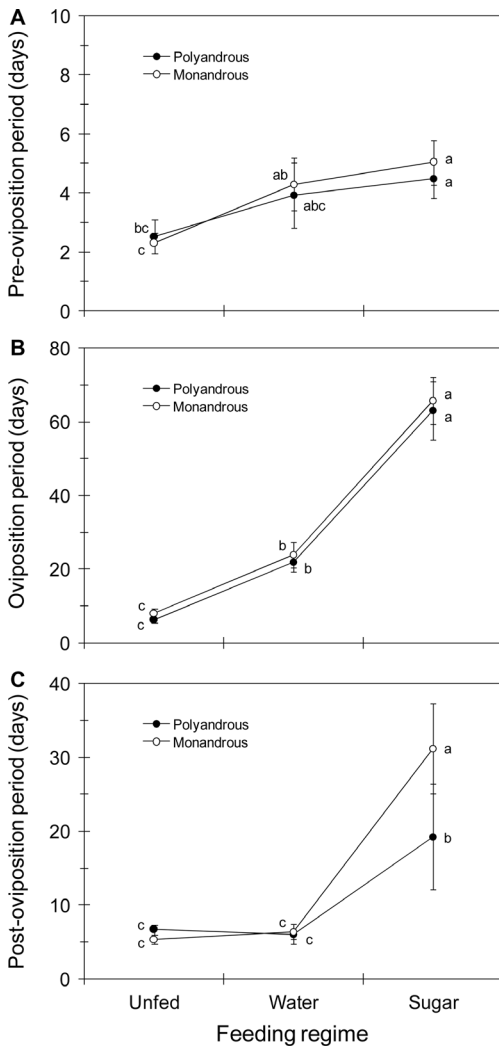 A
Pre-oviposition period (days)
10
8
6
4
2
0
Polyandrous
Monandrous
bc
c
ab
abc
a
a
B
Oviposition period (days)
80
60
40
20
0
Polyandrous
Monandrous
c
c
b
b
a
a
C
Post-oviposition period (days)
40
30
20
10
0
Polyandrous
Monandrous
c
c
c
c
a
b
Unfed Water Sugar
Feeding regime